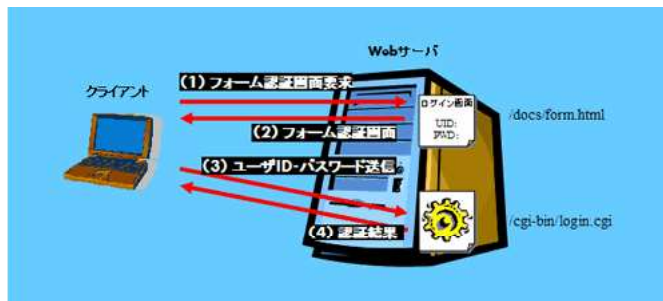 Webサーバ
クライアント
(1) フォーム認証画面要求
ログイン画面
UID:
PWD:
/docs/form.html
(2) フォーム認証画面
(3) ユーザID・パスワード送信
/cgi-bin/login.cgi
(4) 認証結果